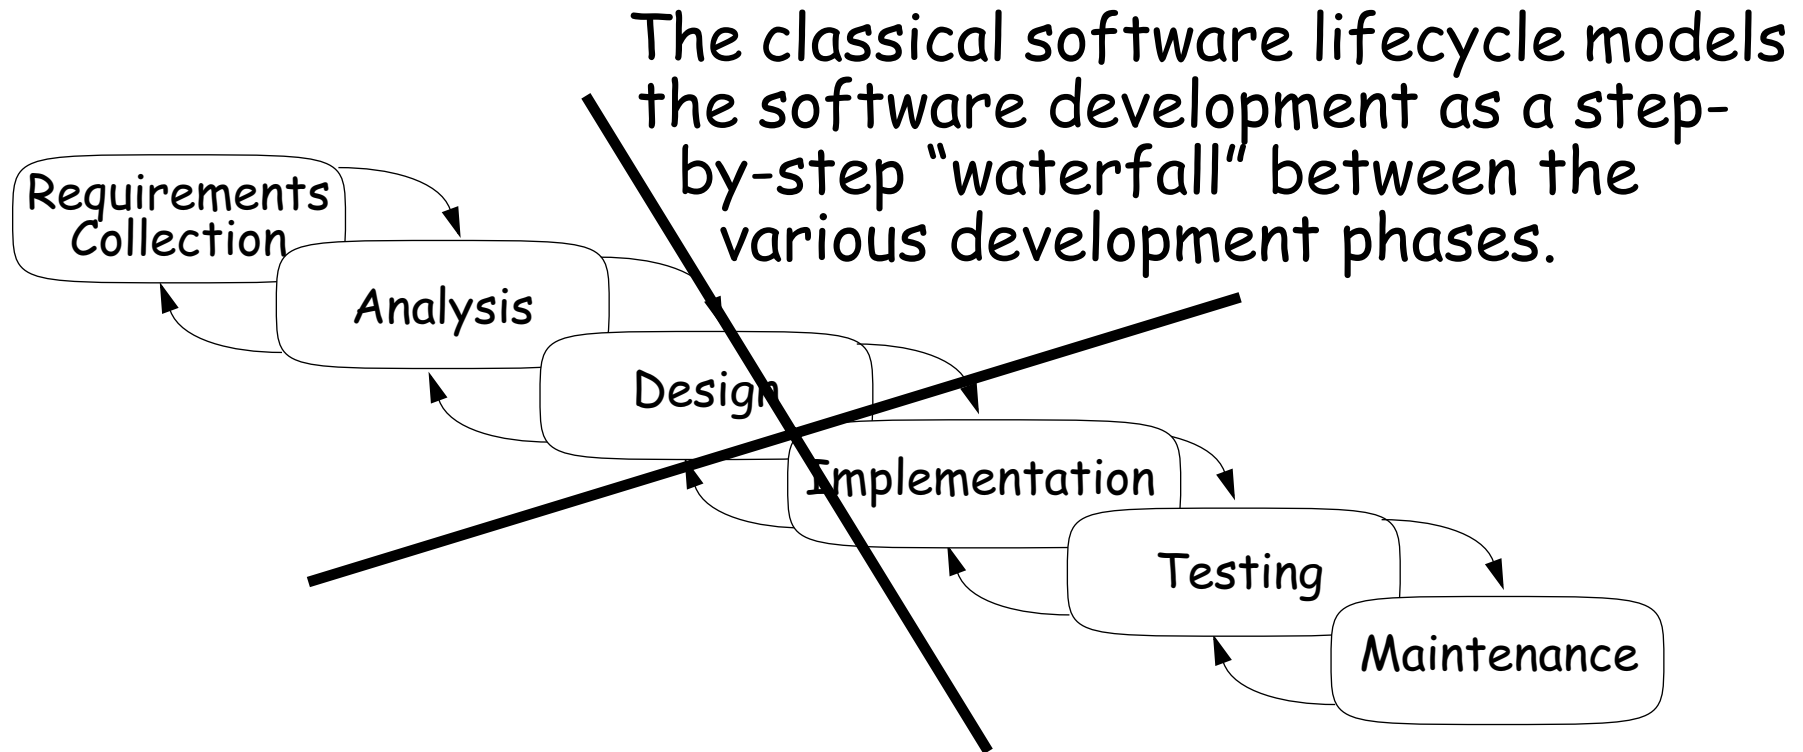 The classical software lifecycle models
the software development as a step-
by-step “waterfall” between the
various development phases.
Requirements
Collection
Analysis
Design
Implementation
Testing
Maintenance